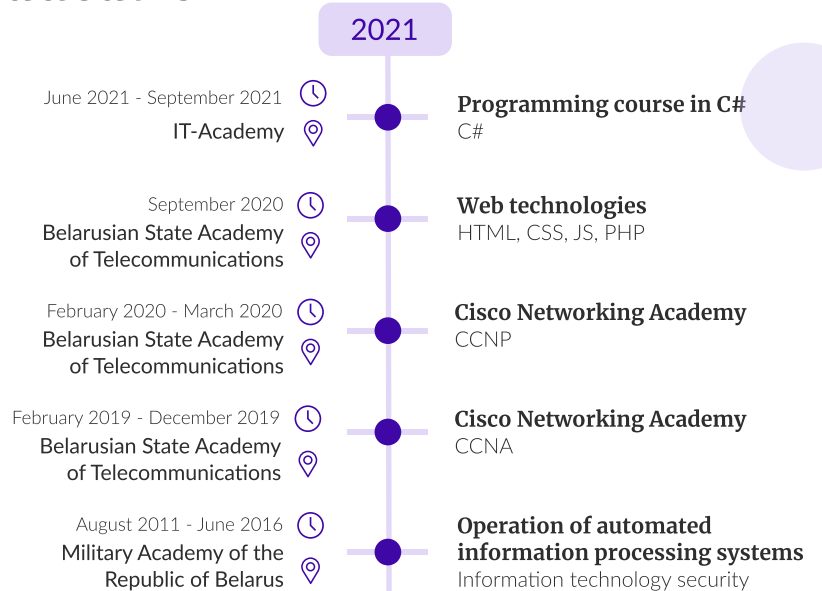 2021
June 2021 - September 2021
IT-Academy
Programming course in C#
C#
September 2020
Belarusian State Academy
of Telecommunications
Web technologies
HTML, CSS, JS, PHP
February 2020 - March 2020
Belarusian State Academy
of Telecommunications
Cisco Networking Academy
CCNP
February 2019 - December 2019
Belarusian State Academy
of Telecommunications
Cisco Networking Academy
CCNA
August 2011 - June 2016
Military Academy of the
Republic of Belarus
Operation of automated
information processing systems
Information technology security